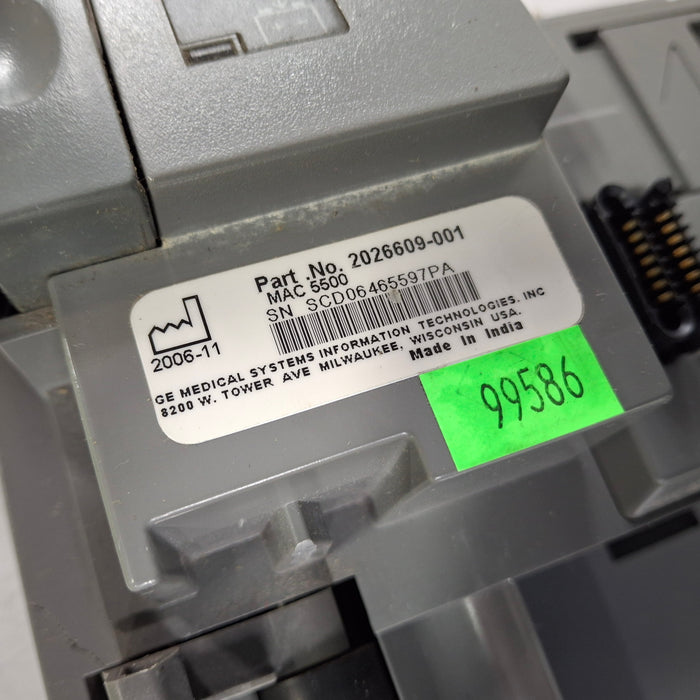 Part .No. 2026609-001
MAC 5500
SN SCD06465597PA
2006-11
GE MEDICAL SYSTEMS INFORMATION TECHNOLOGIES, INC
8200 W. TOWER AVE MILWAUKEE, WISCONSIN USA.
Made In India
99586